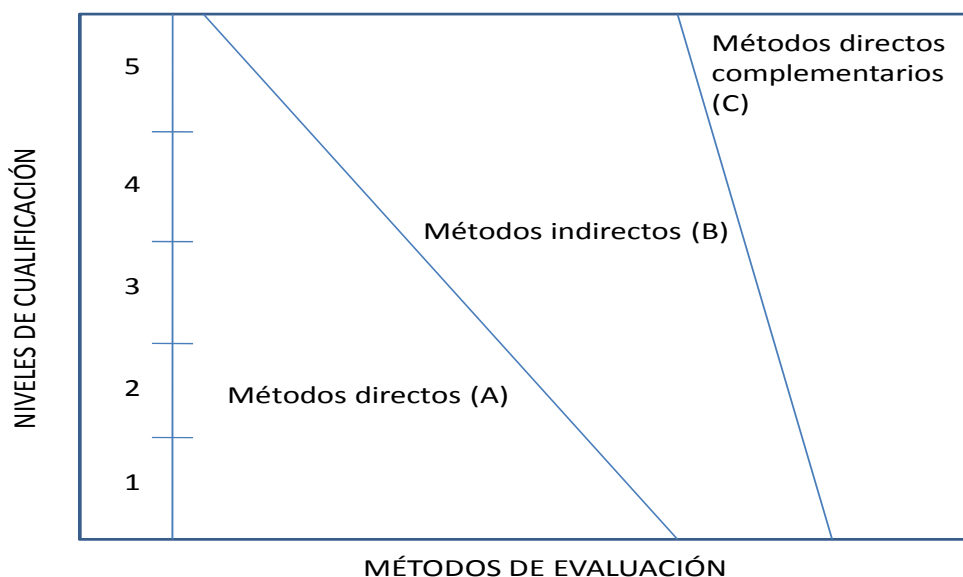 NIVELES DE CUALIFICACIÓN
5
4
3
2
1
Métodos directos
complementarios
(C)
Métodos indirectos (B)
Métodos directos (A)
MÉTODOS DE EVALUACIÓN